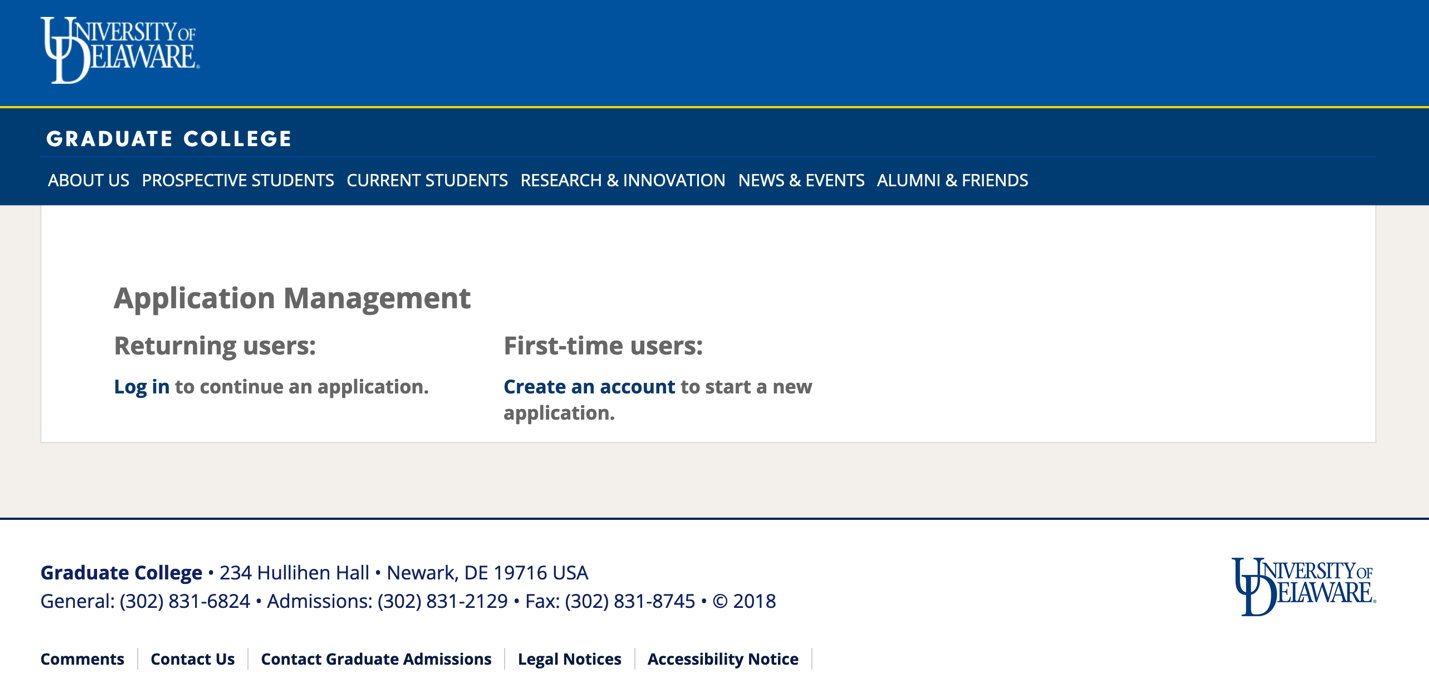 UNIVERSITY OF
DELAWARE.
GRADUATE COLLEGE
ABOUT US PROSPECTIVE STUDENTS CURRENT STUDENTS RESEARCH & INNOVATION NEWS & EVENTS ALUMNI & FRIENDS
Application Management
Returning users:
Log in to continue an application.
First-time users:
Create an account to start a new
application.
Graduate College • 234 Hullihen Hall • Newark, DE 19716 USA
General: (302) 831-6824 • Admissions: (302) 831-2129 • Fax: (302) 831-8745 • © 2018
UNIVERSITY OF
DELAWARE.
Comments Contact Us Contact Graduate Admissions Legal Notices Accessibility Notice